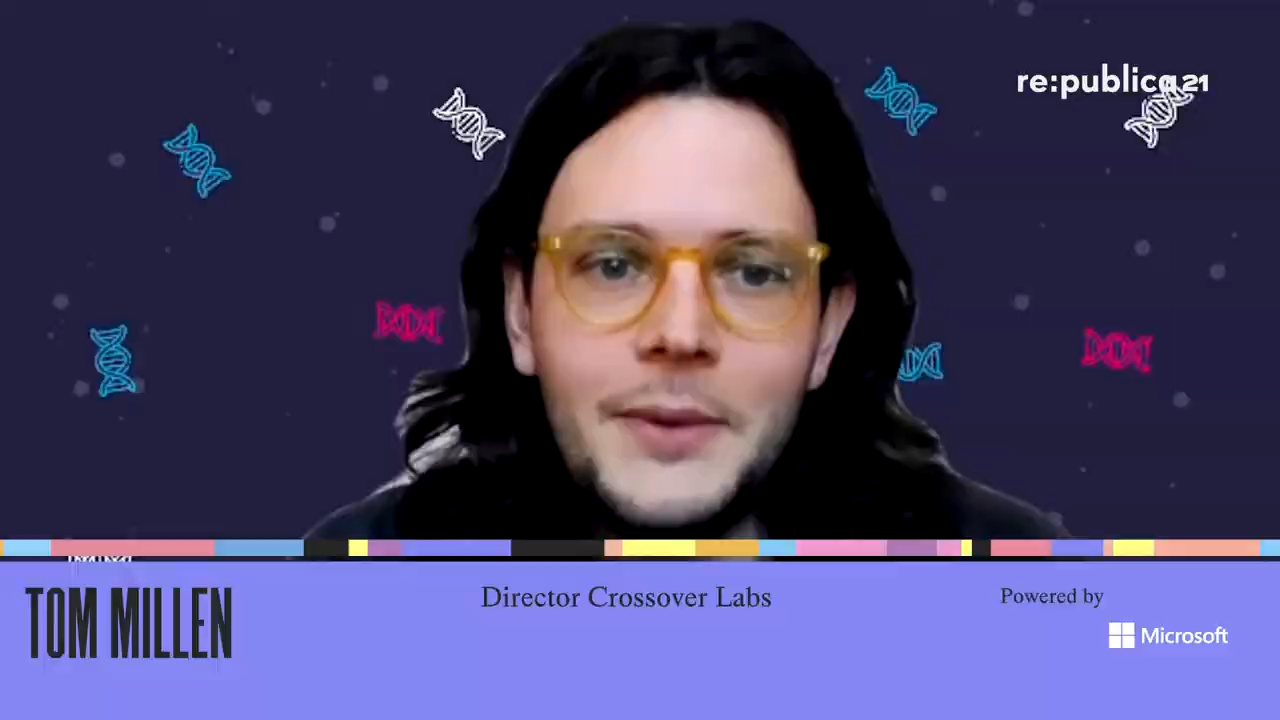 re:publica 21
TOM MILLEN
Director Crossover Labs
Powered by
Microsoft